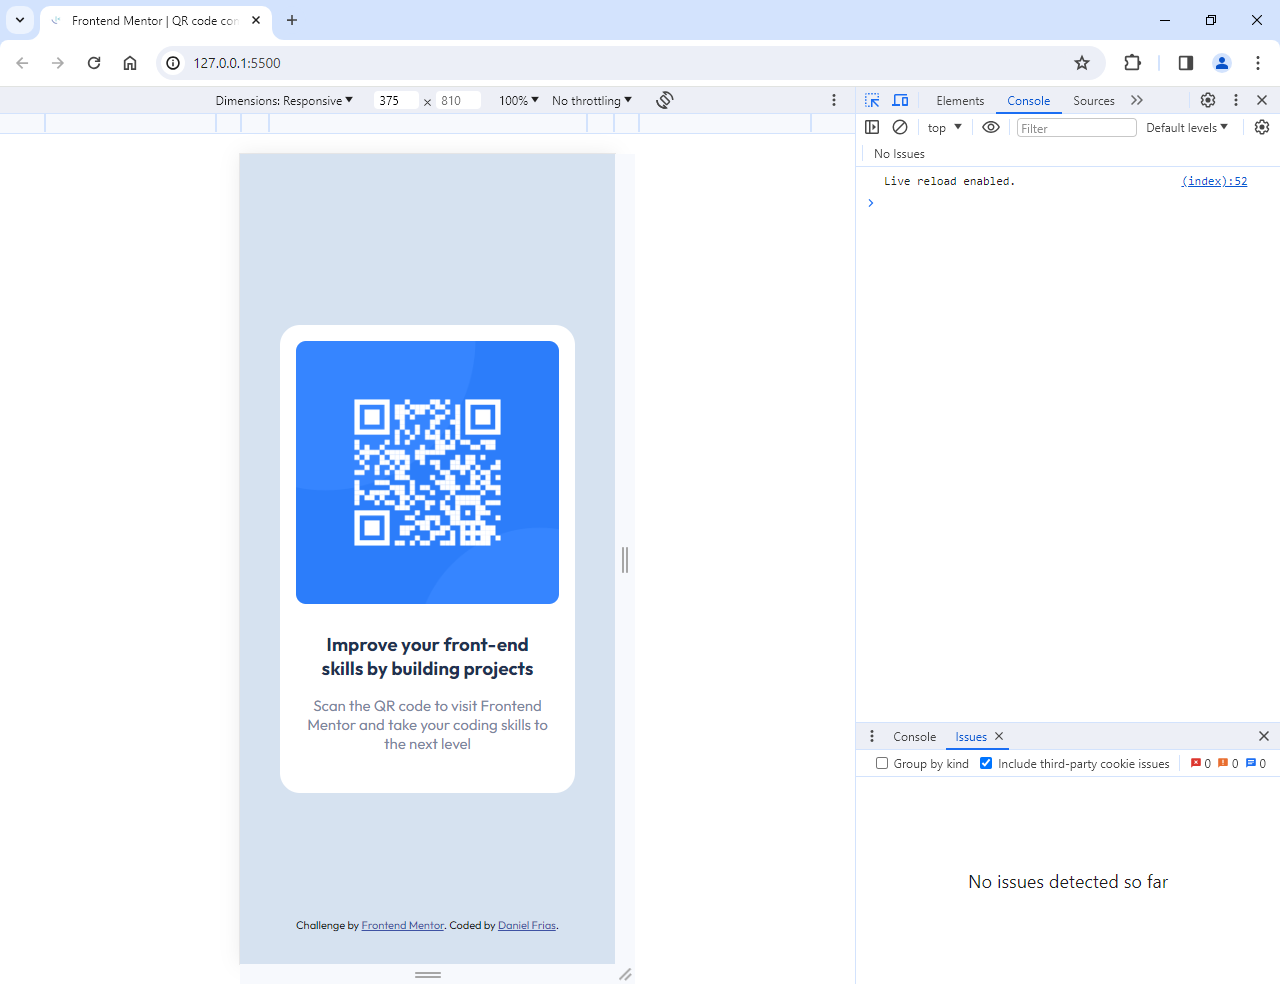 Frontend Mentor | QR code con
127.0.0.1:5500
Dimensions: Responsive 375 × 810 100% No throttling
Elements Console Sources
top Filter Default levels
No Issues
Live reload enabled. (index):52
Improve your front-end
skills by building projects
Scan the QR code to visit Frontend
Mentor and take your coding skills to
the next level
Challenge by Frontend Mentor. Coded by Daniel Frias.
Console Issues
Group by kind Include third-party cookie issues 0 0 0
No issues detected so far